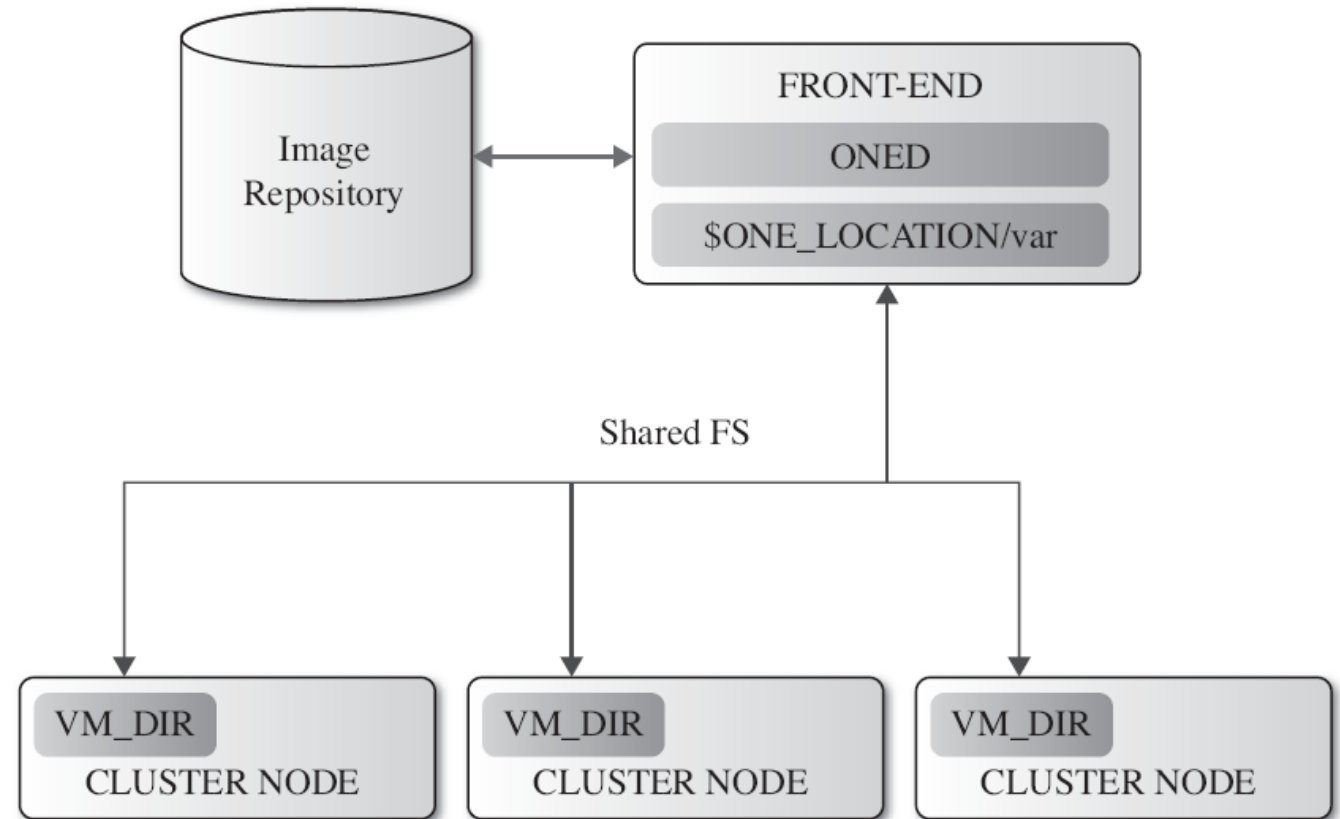 Image
Repository
FRONT-END
ONED
$ONE_LOCATION/var
Shared FS
VM_DIR
CLUSTER NODE
VM_DIR
CLUSTER NODE
VM_DIR
CLUSTER NODE